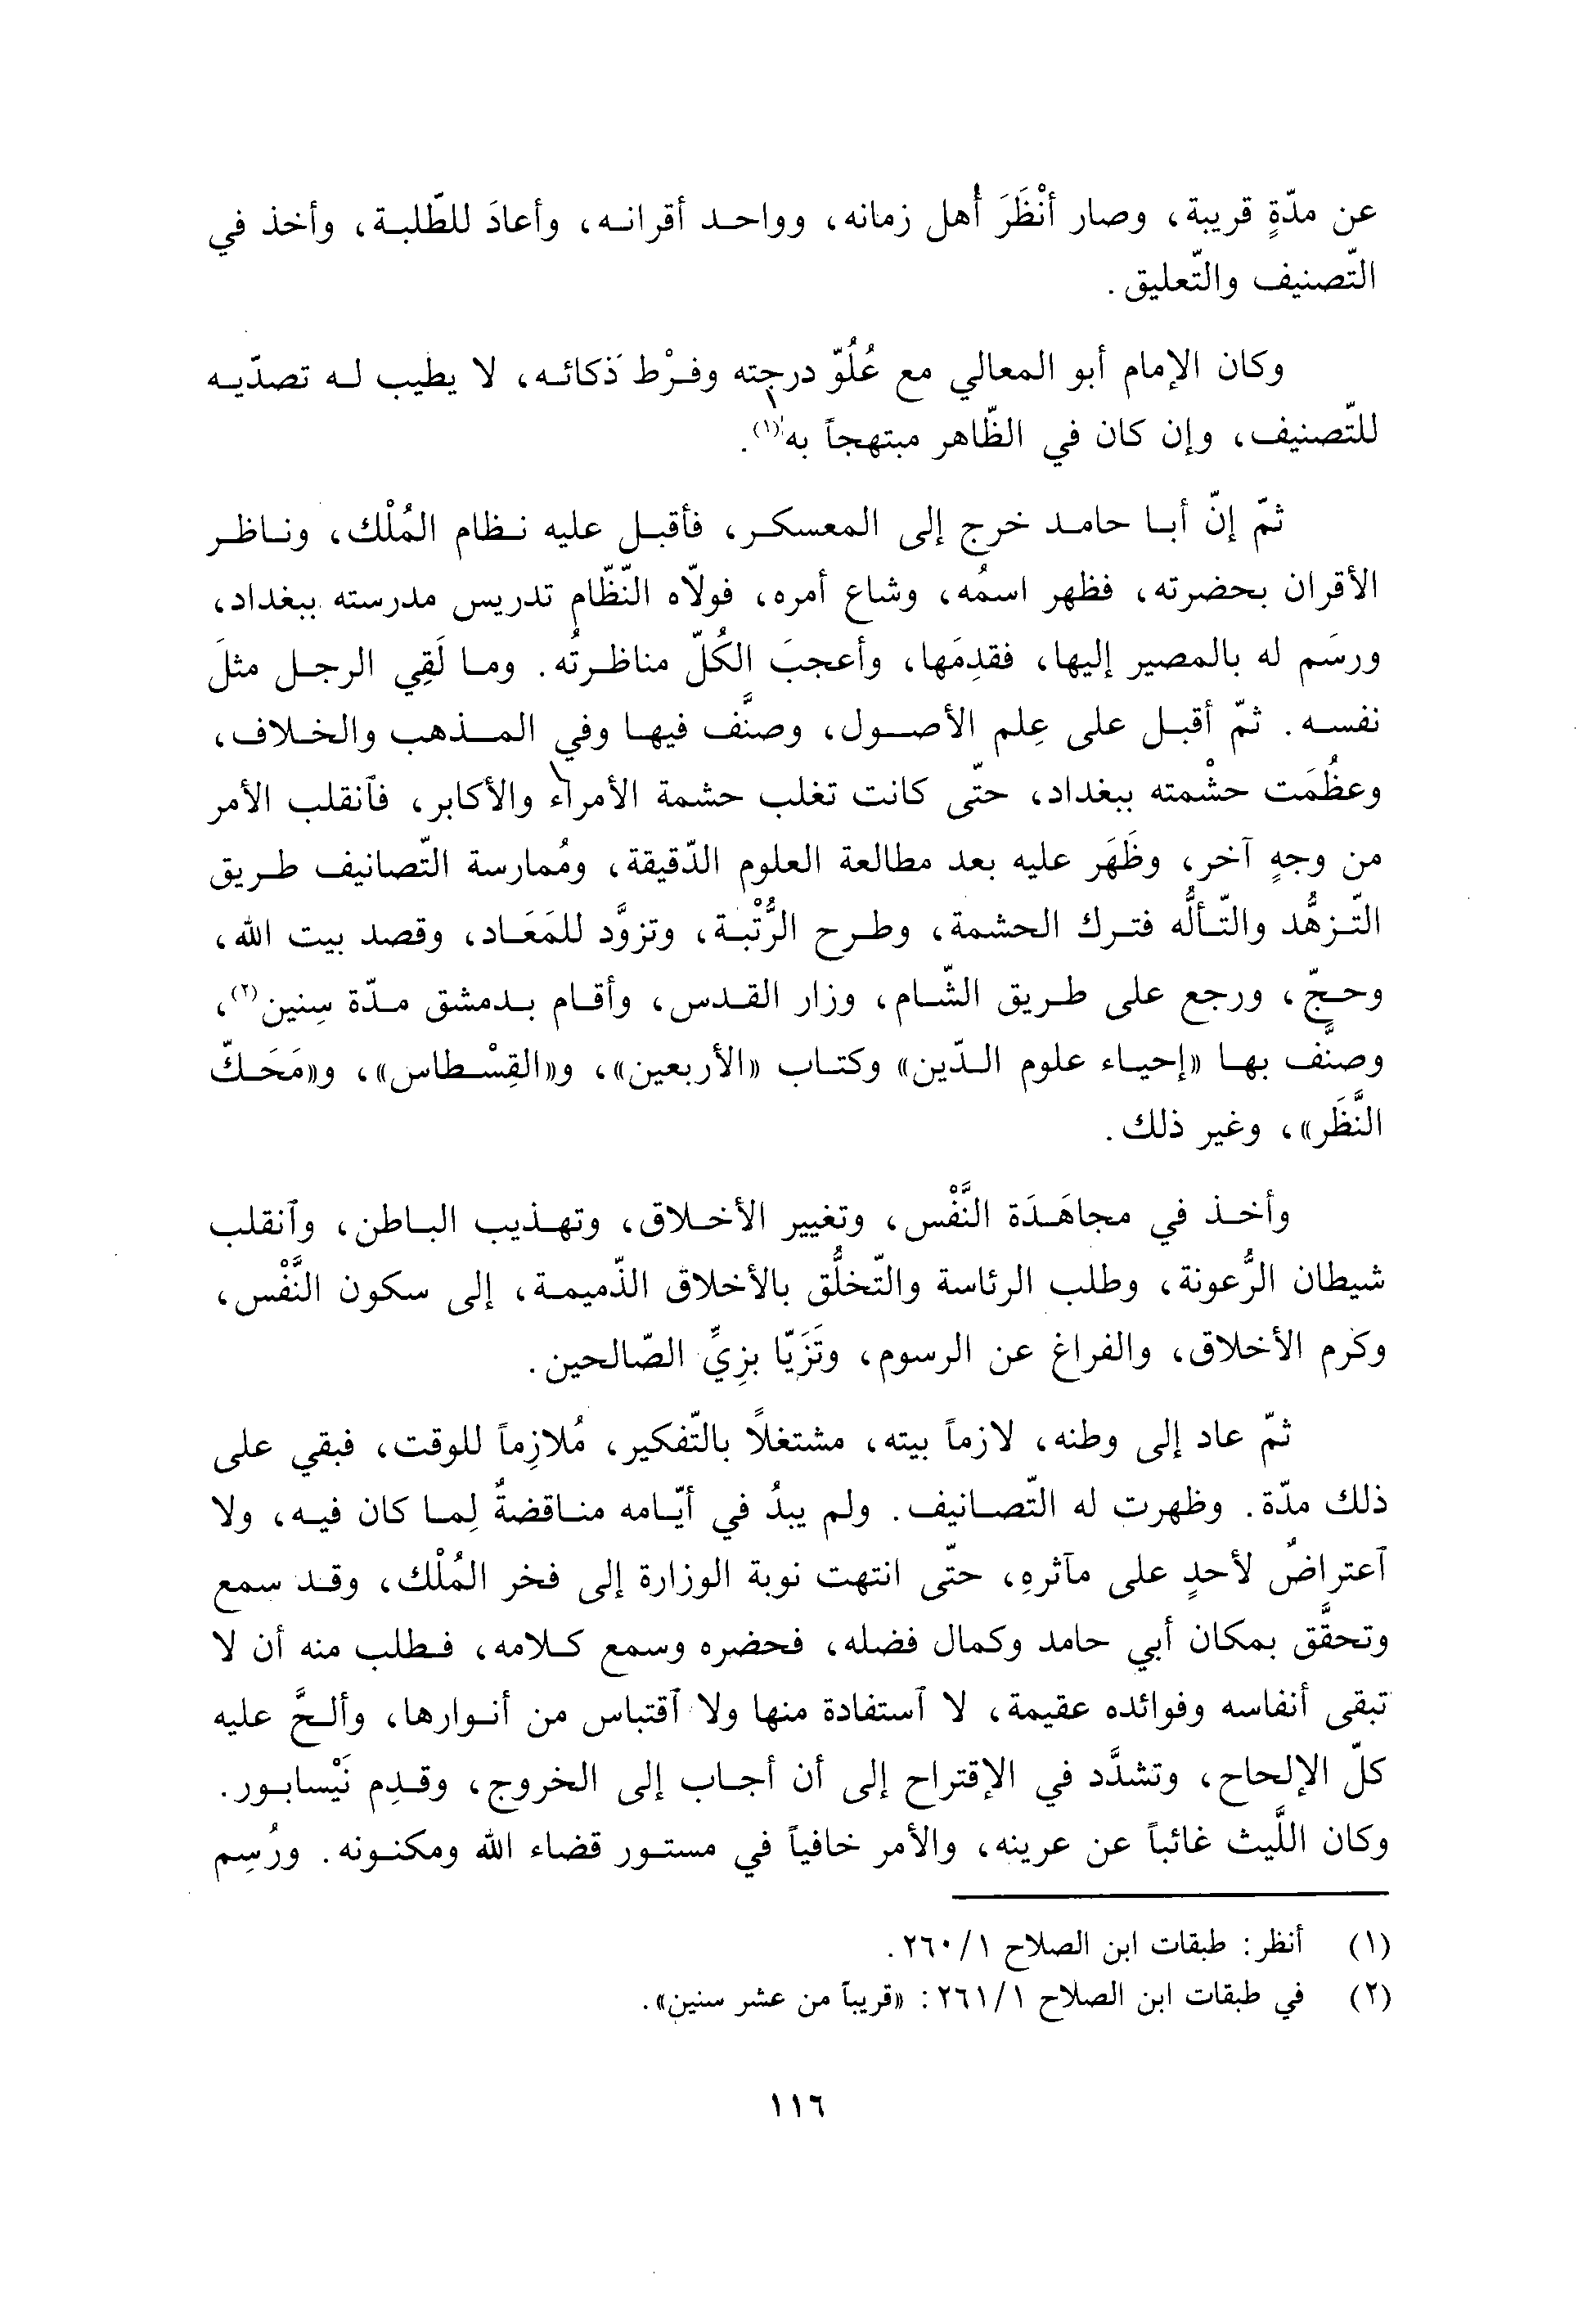 عن مدّةٍ قريبة، وصار أنْظَرَ أُهل زمانه، وواحد أقرانه، وأعادَ للطّلبة، وأخذ في
التّصنيف والتّعليق.
وكان الإمام أبو المعالي مع عُلُوّ درجته وفرْط ذكائه، لا يطيب له تصدّيه
للتّصنيف، وإن كان في الظّاهر مبتهجاً به(١).
ثمّ إنّ أبا حامد خرج إلى المعسكر، فأقبل عليه نظام المُلْك، وناظر
الأقران بحضرته، فظهر اسمُه، وشاع أمره، فولّاه النّظّام تدريس مدرسته ببغداد،
ورسَم له بالمصير إليها، فقدِمَها، وأعجبَ الكُلّ مناظرتُه. وما لَقِي الرجل مثلَ
نفسه. ثمّ أقبل على عِلم الأصول، وصنَّف فيها وفي المذهب والخلاف،
وعظُمَت حشْمته ببغداد، حتّى كانت تغلب حشمة الأمراء والأكابر، فٱنقلب الأمر
من وجهٍ آخر، وظَهَر عليه بعد مطالعة العلوم الدّقيقة، ومُمارسة التّصانيف طريق
التّزهُّد والتّألُّه فترك الحشمة، وطرح الرُّتْبة، وتزوَّد للمَعَاد، وقصد بيت الله،
وحجّ، ورجع على طريق الشّام، وزار القدس، وأقام بدمشق مدّة سِنين(٢)،
وصنَّف بها «إحياء علوم الدّين» وكتاب «الأربعين»، و«القِسْطاس»، و«مَحَكّ
النَّظَر»، وغير ذلك.
وأخذ في مجاهَدَة النَّفْس، وتغيير الأخلاق، وتهذيب الباطن، وٱنقلب
شيطان الرُّعونة، وطلب الرئاسة والتّخلُّق بالأخلاق الذّميمة، إلى سكون النَّفْس،
وكرم الأخلاق، والفراغ عن الرسوم، وتَزَيّا بزِيِّ الصّالحين.
ثمّ عاد إلى وطنه، لازماً بيته، مشتغلاً بالتّفكير، مُلازِماً للوقت، فبقي على
ذلك مدّة. وظهرت له التّصانيف. ولم يبدُ في أيّامه مناقضةٌ لِما كان فيه، ولا
ٱعتراضٌ لأحدٍ على مآثرهِ، حتّى انتهت نوبة الوزارة إلى فخر المُلْك، وقد سمع
وتحقَّق بمكان أبي حامد وكمال فضله، فحضره وسمع كلامه، فطلب منه أن لا
تبقى أنفاسه وفوائده عقيمة، لا ٱستفادة منها ولا ٱقتباس من أنوارها، وألحَّ عليه
كلّ الإلحاح، وتشدَّد في الإقتراح إلى أن أجاب إلى الخروج، وقدِم نَيْسابور.
وكان اللَّيث غائباً عن عرينه، والأمر خافياً في مستور قضاء الله ومكنونه. ورُسِم
(١) أنظر: طبقات ابن الصلاح ١/ ٢٦٠.
(٢) في طبقات ابن الصلاح ١/ ٢٦١: «قريباً من عشر سنين».
١١٦